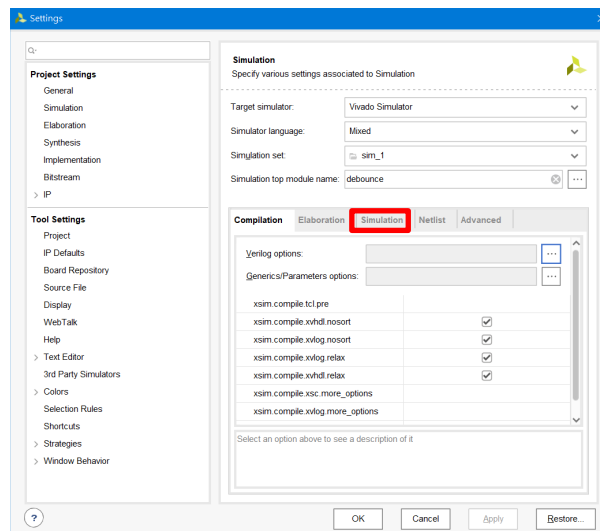 Settings
Q-
Project Settings
General
Simulation
Elaboration
Synthesis
Implementation
Bitstream
> IP
Tool Settings
Project
IP Defaults
Board Repository
Source File
Display
WebTalk
Help
> Text Editor
3rd Party Simulators
> Colors
Selection Rules
Shortcuts
> Strategies
> Window Behavior
Simulation
Specify various settings associated to Simulation
Target simulator: Vivado Simulator
Simulator language: Mixed
Simulation set: sim_1
Simulation top module name: debounce ...
Compilation Elaboration Simulation Netlist Advanced
Verilog options: ...
Generics/Parameters options: ...
xsim.compile.tcl.pre
xsim.compile.xvhdl.nosort
xsim.compile.xvlog.nosort
xsim.compile.xvlog.relax
xsim.compile.xvhdl.relax
xsim.compile.xsc.more_options
xsim.compile.xvlog.more_options
Select an option above to see a description of it
? OK Cancel Apply Restore...